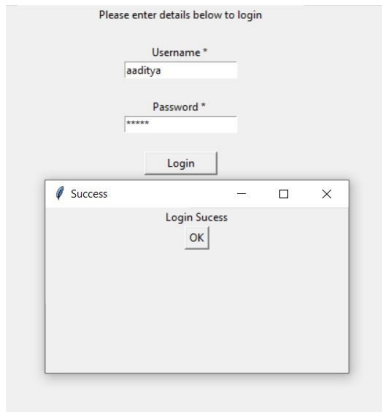 Please enter details below to login
Username *
aaditya
Password *
*****
Login
Success
Login Sucess
OK